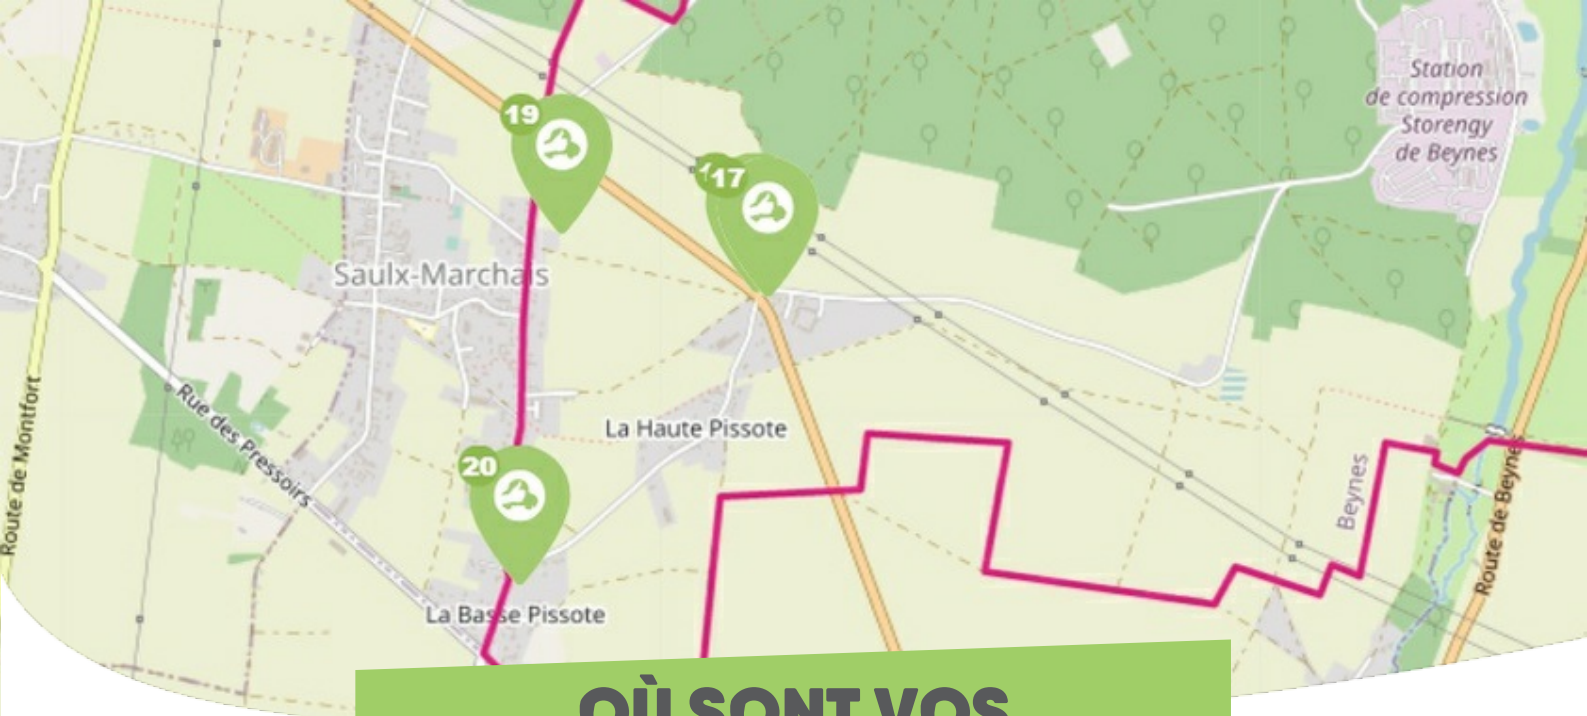 Station
de compression
Storengy
de Beynes
19
17
Saulx-Marchais
Route de Montfort
Rue des Pressoirs
La Haute Pissote
20
Beynes
Route de Beynes
La Basse Pissote
OÙ SONT VOS